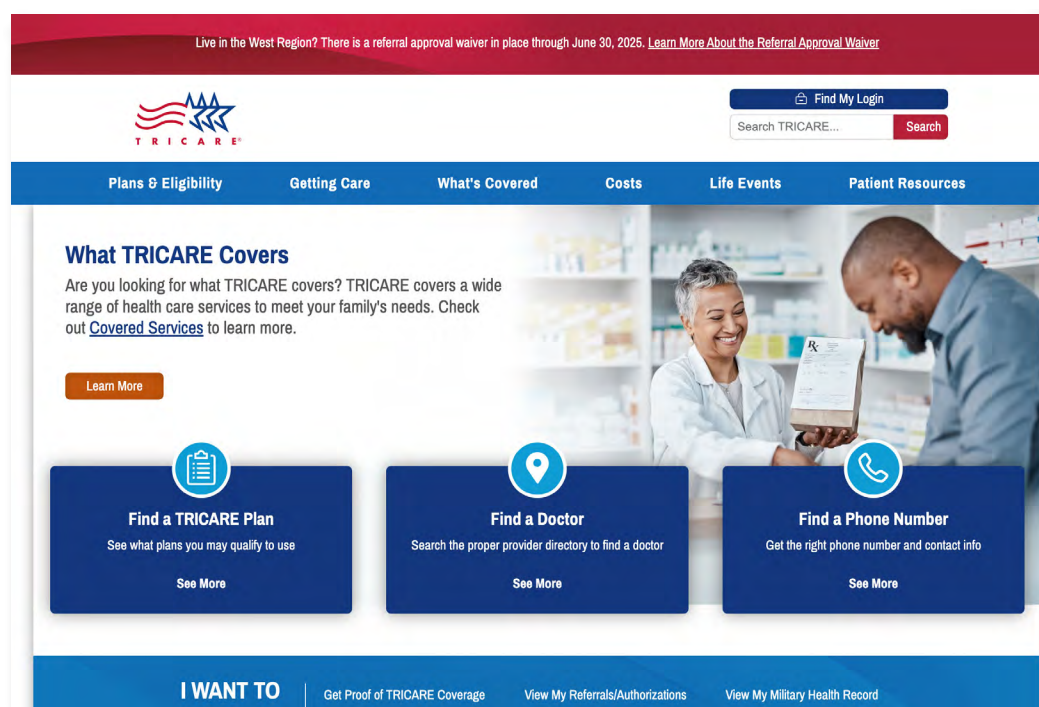 Live in the West Region? There is a referral approval waiver in place through June 30, 2025. Learn More About the Referral Approval Waiver
TRICARE®
Find My Login
Search TRICARE...
Search
Plans & Eligibility
Getting Care
What's Covered
Costs
Life Events
Patient Resources
What TRICARE Covers
Are you looking for what TRICARE covers? TRICARE covers a wide
range of health care services to meet your family's needs. Check
out Covered Services to learn more.
Learn More
Rx
Find a TRICARE Plan
See what plans you may qualify to use
See More
Find a Doctor
Search the proper provider directory to find a doctor
See More
Find a Phone Number
Get the right phone number and contact info
See More
I WANT TO
Get Proof of TRICARE Coverage
View My Referrals/Authorizations
View My Military Health Record